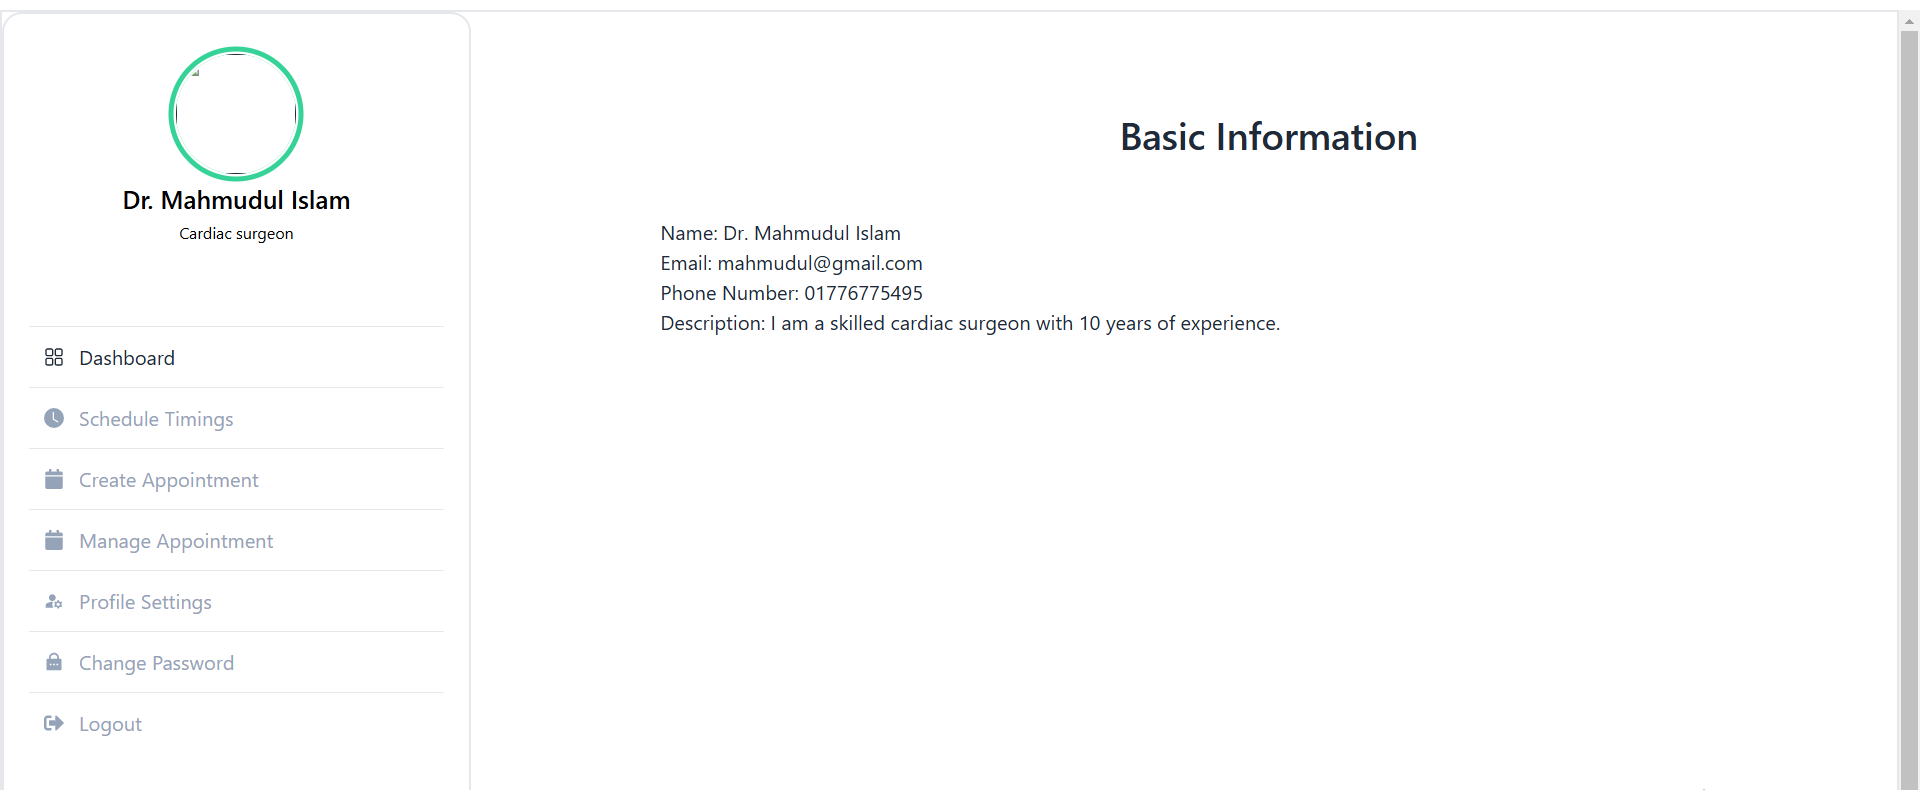 Dr. Mahmudul Islam
Cardiac surgeon
Dashboard
Schedule Timings
Create Appointment
Manage Appointment
Profile Settings
Change Password
Logout
Basic Information
Name: Dr. Mahmudul Islam
Email: mahmudul@gmail.com
Phone Number: 01776775495
Description: I am a skilled cardiac surgeon with 10 years of experience.